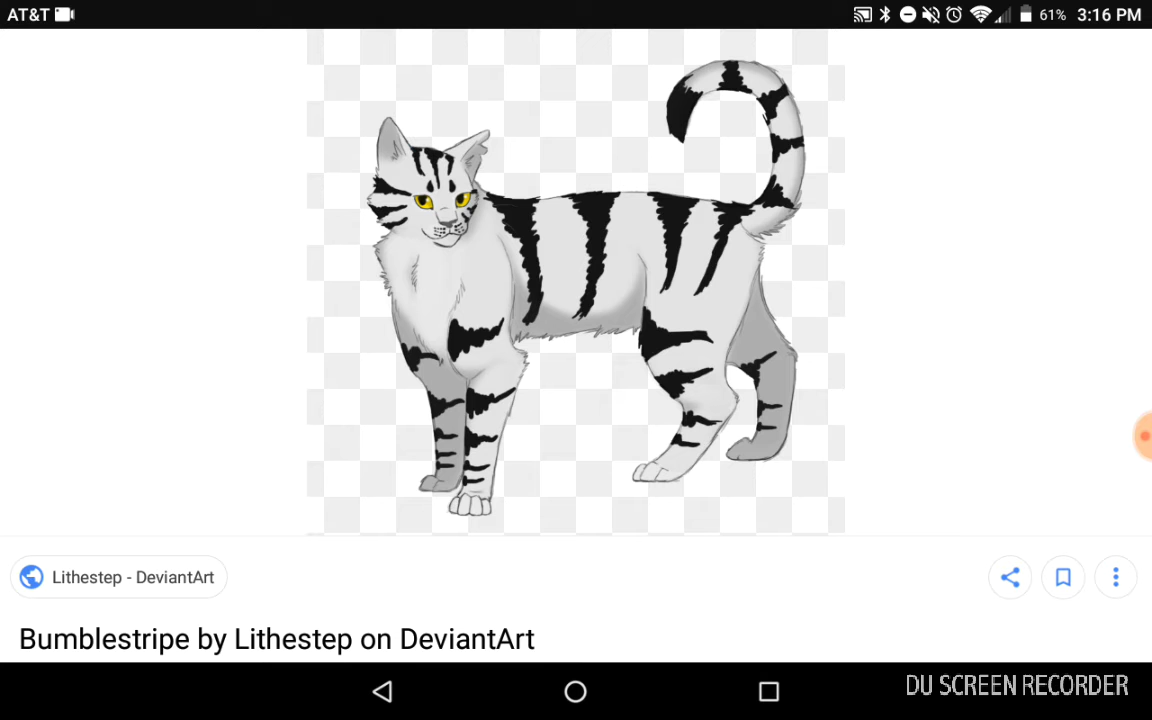 AT&T 61% 3:16 PM
Lithestep - DeviantArt
Bumblestripe by Lithestep on DeviantArt
DU SCREEN RECORDER